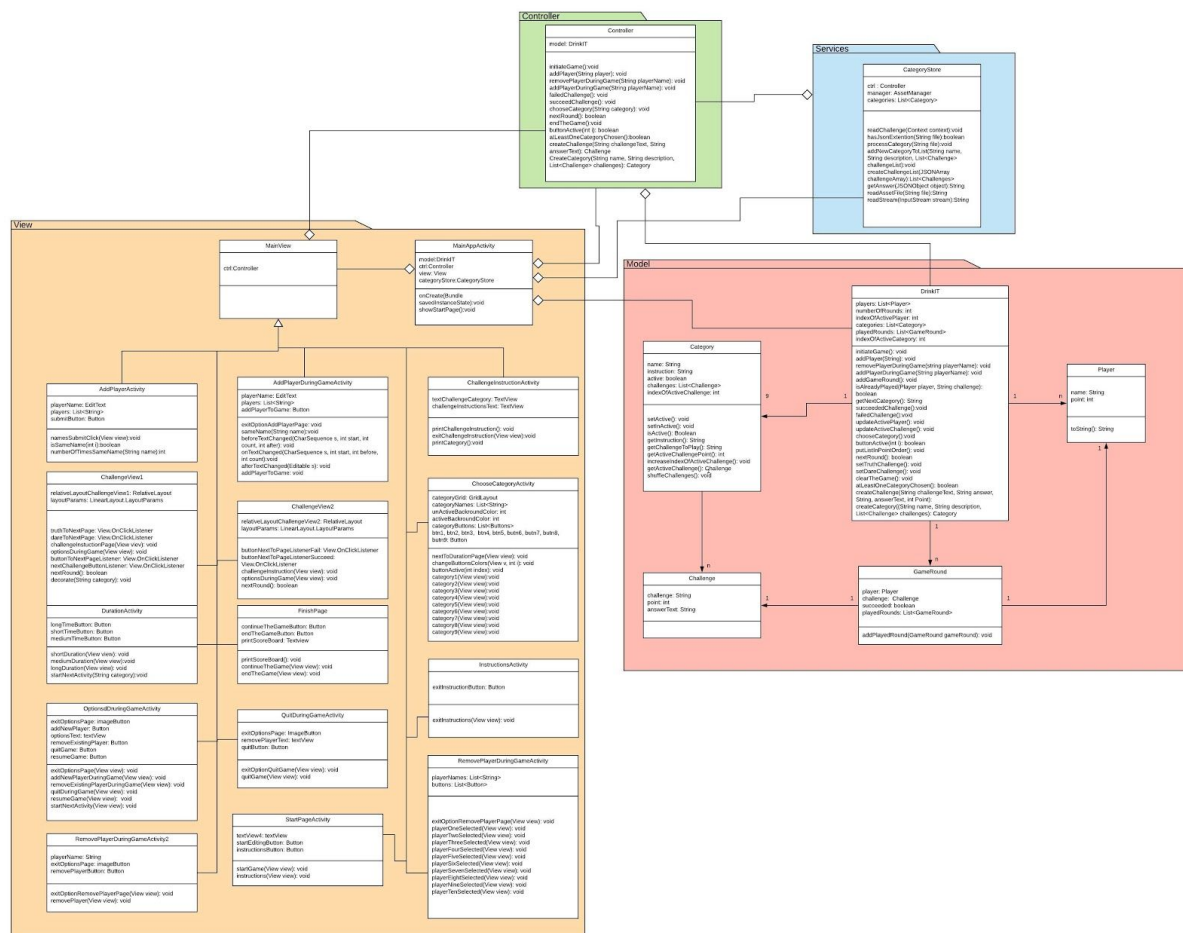 Controller
Controller
model: DrinkIT
initiateGame():void
addPlayer(String player): void
removePlayerDuringGame(String playerName): void
addPlayerDuringGame(String playerName): void
failedChallenge(): void
succeedChallenge(): void
chooseCategory(String category): void
nextRound(): boolean
endTheGame():void
buttonActive(int i): boolean
atLeastOneCategoryChosen():boolean
createChallenge(String challengeText, String
answerText): Challenge
CreateCategory(String name, String description,
List<Challenge> challenges): Category
Services
CategoryStore
ctrl : Controller
manager: AssetManager
categories: List<Category>
readChallenge(Context context):void
hasJsonExtention(String file):boolean
processCategory(String file):void
addNewCategoryToList(String name,
String description, List<Challenge>
challengeList):void
createChallengeList(JSONArray
challengeArray):List<Challenges>
getAnswer(JSONObject object):String
readAssetFile(String file):String
readStream(InputStream stream):String
View
MainView
ctrl:Controller
MainAppActivity
model:DrinkIT
ctrl:Controller
view: View
categoryStore:CategoryStore
onCreate(Bundle
savedInstanceState):void
showStartPage():void
AddPlayerActivity
playerName: EditText
players: List<String>
submitButton: Button
namesSubmitClick(View view):void
isSameName(int i):boolean
numberOfTimesSameName(String name):int
AddPlayerDuringGameActivity
playerName: EditText
players: List<String>
addPlayerToGame: Button
exitOptionAddPlayerPage: void
sameName(String name):void
beforeTextChanged(CharSequence s, int start, int
count, int after): void
onTextChanged(CharSequence s, int start, int before,
int count):void
afterTextChanged(Editable s): void
addPlayerToGame: void
ChallengeInstructionActivity
textChallengeCategory: TextView
challengeInstructionsText: TextView
printChallengeInstruction(): void
exitChallengeInstruction(View view):void
printCategory():void
ChallengeView1
relativeLayoutChallengeView1: RelativeLayout
layoutParams: LinearLayout.LayoutParams
truthToNextPage: View.OnClickListener
dareToNextPage: View.OnClickListener
challengeInstructionPage(View viev): void
optionsDuringGame(View view): void
buttonToNextPageListener: View.OnClickListener
nextChallengeButtonListener: View.OnClickListener
nextRound(): boolean
decorate(String category): void
ChallengeView2
relativeLayoutChallengeView2: RelativeLayout
layoutParams: LinearLayout.LayoutParams
buttonNextToPageListenerFail: View.OnClickListener
buttonNextToPageListenerSucceed:
View.OnClickListener
challengeInstruction(View view): void
optionsDuringGame(View view): void
nextRound(): boolean
ChooseCategoryActivity
categoryGrid: GridLayout
categoryNames: List<String>
unActiveBackroundColor: int
activeBackroundColor: int
categoryButtons: List<Buttons>
btnr1, btnr2, btnr3, btnr4, btnr5, butnr6, butnr7, butnr8,
butnr9: Button
nextToDurationPage(View view): void
changeButtonsColors(View v, int i): void
buttonActive(int index): void
category1(View view):void
category2(View view):void
category3(View view):void
category4(View view):void
category5(View view):void
category6(View view):void
category7(View view):void
category8(View view):void
category9(View view):void
DurationActivity
longTimeButton: Button
shortTimeButton: Button
mediumTimeButton: Button
shortDuration(View view): void
mediumDuration(View view):void
longDuration(View view): void
startNextActivity(String category):void
FinishPage
continueTheGameButton: Button
endTheGameButton: Button
printScoreBoard: Textview
printScoreBoard(): void
continueTheGame(View view): void
endTheGame(View view): void
InstructionsActivity
exitInstructionButton: Button
exitInstructions(View view): void
OptionsdDruringGameActivity
exitOptionsPage: imageButton
addNewPlayer: Button
optionsText: textView
removeExistingPlayer: Button
quitGame: Button
resumeGame: Button
exitOptionsPage(View view): void
addNewPlayerDuringGame(View view): void
removeExistingPlayerDuringGame(View view): void
quitDuringGame(View view): void
resumeGame(View view): void
startNextActivity(View view): void
QuitDuringGameActivity
exitOptionsPage: ImageButton
removePlayerText: textView
quitButton: Button
exitOptionQuitGame(View view): void
quitGame(View view): void
RemovePlayerDuringGameActivity
playerNames: List<String>
buttons: List<Button>
exitOptionRemovePlayerPage(View view): void
playerOneSelected(View view): void
playerTwoSelected(View view): void
playerThreeSelected(View view): void
playerFourSelected(View view): void
playerFiveSelected(View view): void
playerSixSelected(View view): void
playerSevenSelected(View view): void
playerEightSelected(View view): void
playerNineSelected(View view): void
playerTenSelected(View view): void
RemovePlayerDuringGameActivity2
playerName: String
exitOptionsPage: imageButton
removePlayerButton: Button
exitOptionRemovePlayerPage(View view): void
removePlayer(View view): void
StartPageActivity
textView4: textView
startEditingButton: Button
instructionsButton: Button
startGame(View view): void
instructions(View view): void
Model
DrinkIT
players: List<Player>
numberOfRounds: int
indexOfActivePlayer: int
categories: List<Category>
playedRounds: List<GameRound>
indexOfActiveCategory: int
initiateGame(): void
addPlayer(String): void
removePlayerDuringGame(string playerName): void
addPlayerDuringGame(String playerName): void
addGameRound(): void
isAlreadyPlayed(Player player, String challenge):
boolean
getNextCategory(): String
succeededChallenge():void
failedChallenge(): void
updateActivePlayer(): void
updateActiveChallenge(): void
chooseCategory():void
buttonActive(int i): boolean
putListInPointOrder(): void
nextRound(): boolean
setTruthChallenge(): void
setDareChallenge(): void
clearTheGame(): void
atLeastOneCategoryChosen(): boolean
createChallenge(String challengeText, String answer,
String, answerText, int Point):
createCategory((String name, String description,
List<Challenge> challenges): Category
Category
name: String
instruction: String
active: boolean
challenges: List<Challenge>
indexOfActiveChallenge: int
setActive(): void
setInActive(): void
isActive(): Boolean
getInstruction(): String
getChallengeToPlay(): String
getActiveChallengePoint(): int
increaseIndexOfActiveChallenge(): void
getActiveChallenge(): Challenge
shuffleChallenges(): void
Player
name: String
point: int
toString(): String
9
1
1
n
1
1
n
n
Challenge
challenge: String
point: int
answerText: String
GameRound
player: Player
challenge: Challenge
succeeded: boolean
playedRounds: List<GameRound>
addPlayedRound(GameRound gameRound): void
1
1
1